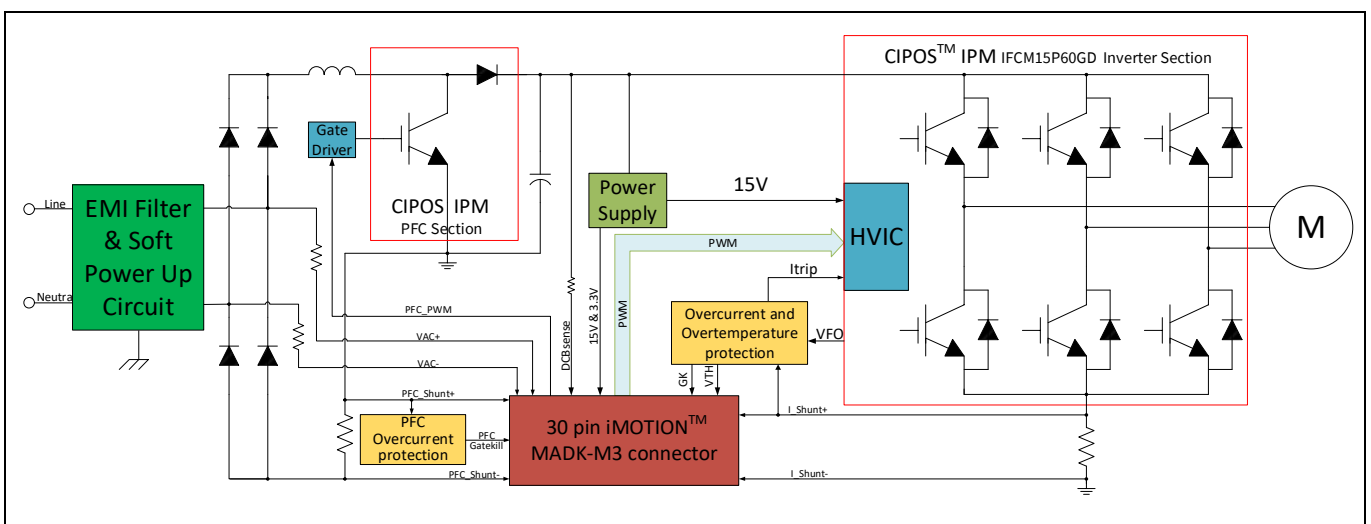 CIPOS™ IPM IFCM15P60GD Inverter Section
Gate
Driver
CIPOS IPM
PFC Section
Line
Neutra
EMI Filter
& Soft
Power Up
Circuit
Power
Supply
15V
HVIC
M
PWM
Itrip
PFC_PWM
VAC+
VAC-
DCBsense
15V & 3.3V
PWM
Overcurrent and
Overtemperature
protection
VFO
GK
VTH
PFC_Shunt+
PFC
Overcurrent
protection
PFC
Gatekill
30 pin iMOTION™
MADK-M3 connector
I_Shunt+
PFC_Shunt-
I_Shunt-